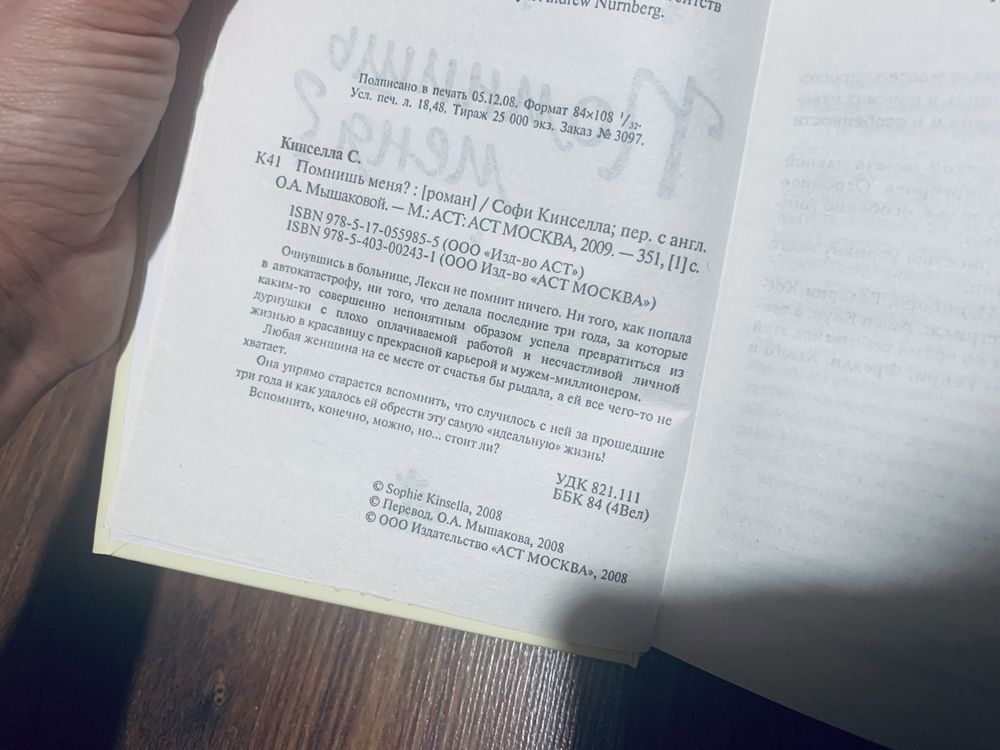 Andrew Nurnberg.
Подписано в печать 05.12.08. Формат 84×108 1/32.
Усл. печ. л. 18,48. Тираж 25 000 экз. Заказ № 3097.
Кинселла С.
К41 Помнишь меня? : [роман] / Софи Кинселла; пер. с англ.
О.А. Мышаковой. — М.: АСТ: АСТ МОСКВА, 2009. — 351, [1] с.
ISBN 978-5-17-055985-5 (ООО «Изд-во АСТ»)
ISBN 978-5-403-00243-1 (ООО Изд-во «АСТ МОСКВА»)
Очнувшись в больнице, Лекси не помнит ничего. Ни того, как попала
в автокатастрофу, ни того, что делала последние три года, за которые
каким-то совершенно непонятным образом успела превратиться из
дурнушки с плохо оплачиваемой работой и несчастливой личной
жизнью в красавицу с прекрасной карьерой и мужем-миллионером.
Любая женщина на ее месте от счастья бы рыдала, а ей все чего-то не
хватает.
Она упрямо старается вспомнить, что случилось с ней за прошедшие
три года и как удалось ей обрести эту самую «идеальную» жизнь!
Вспомнить, конечно, можно, но... стоит ли?
УДК 821.111
ББК 84 (4Вел)
© Sophie Kinsella, 2008
© Перевод. О.А. Мышакова, 2008
© ООО Издательство «АСТ МОСКВА», 2008